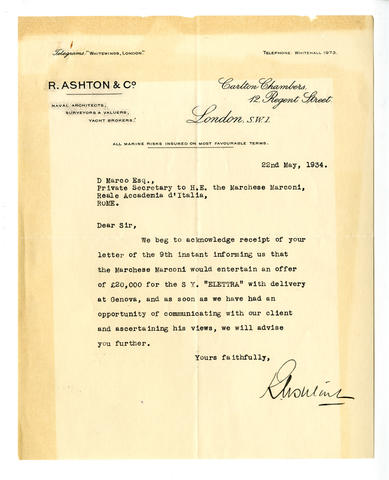 Telegrams: "Whitewings, London."
Telephone: Whitehall 1973.
R. ASHTON & Co
NAVAL ARCHITECTS,
SURVEYORS & VALUERS,
YACHT BROKERS.
Carlton Chambers,
12, Regent Street
London, S.W.1.
ALL MARINE RISKS INSURED ON MOST FAVOURABLE TERMS.
22nd May, 1934.
D Marco Esq.,
Private Secretary to H.E. the Marchese Marconi,
Reale Accademia d'Italia,
ROME.
Dear Sir,
We beg to acknowledge receipt of your
letter of the 9th instant informing us that
the Marchese Marconi would entertain an offer
of £20,000 for the S Y. "ELETTRA" with delivery
at Genova, and as soon as we have had an
opportunity of communicating with our client
and ascertaining his views, we will advise
you further.
Yours faithfully,